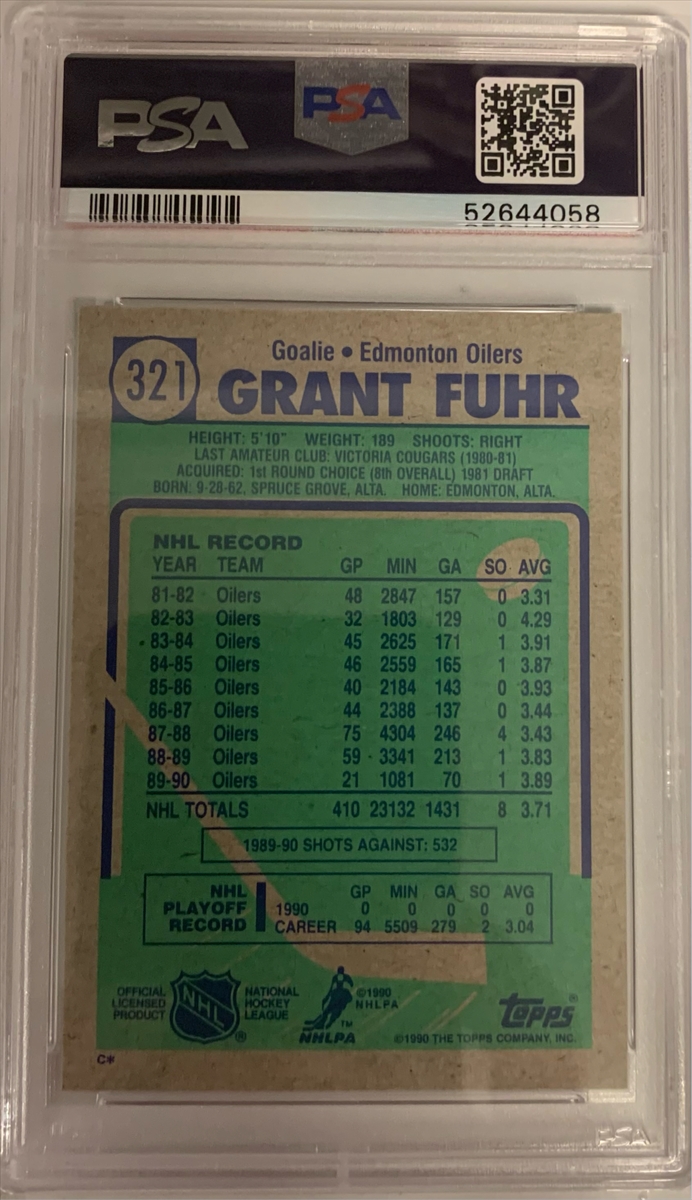 PSA PSA
52644058
321
Goalie • Edmonton Oilers
GRANT FUHR
HEIGHT: 5'10" WEIGHT: 189 SHOOTS: RIGHT
LAST AMATEUR CLUB: VICTORIA COUGARS (1980-81)
ACQUIRED: 1st ROUND CHOICE (8th OVERALL) 1981 DRAFT
BORN: 9-28-62, SPRUCE GROVE, ALTA. HOME: EDMONTON, ALTA.
NHL RECORD
YEAR TEAM GP MIN GA SO AVG
81-82 Oilers 48 2847 157 0 3.31
82-83 Oilers 32 1803 129 0 4.29
83-84 Oilers 45 2625 171 1 3.91
84-85 Oilers 46 2559 165 1 3.87
85-86 Oilers 40 2184 143 0 3.93
86-87 Oilers 44 2388 137 0 3.44
87-88 Oilers 75 4304 246 4 3.43
88-89 Oilers 59 3341 213 1 3.83
89-90 Oilers 21 1081 70 1 3.89
NHL TOTALS 410 23132 1431 8 3.71
1989-90 SHOTS AGAINST: 532
NHL PLAYOFF RECORD
GP MIN GA SO AVG
1990 0 0 0 0 0
CAREER 94 5509 279 2 3.04
OFFICIAL LICENSED PRODUCT
NHL
®
NATIONAL HOCKEY LEAGUE
©1990 NHLPA
TM
NHLPA
topps®
©1990 THE TOPPS COMPANY, INC.
C*
PSA